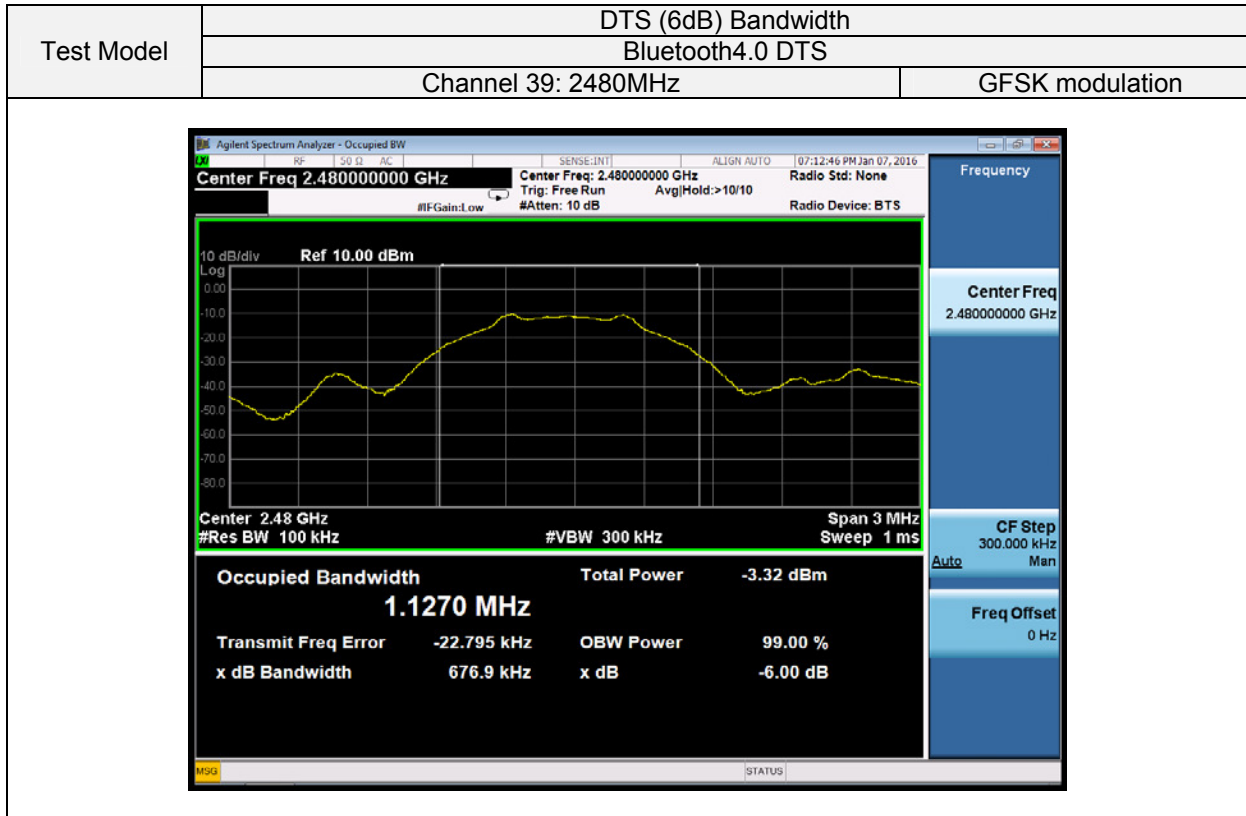 Test Model
DTS (6dB) Bandwidth
Bluetooth4.0 DTS
Channel 39: 2480MHz GFSK modulation
Agilent Spectrum Analyzer - Occupied BW
LXI RF 50 Ω AC SENSE:INT ALIGN AUTO 07:12:46 PM Jan 07, 2016
Center Freq 2.480000000 GHz
Center Freq: 2.480000000 GHz Radio Std: None
Trig: Free Run Avg|Hold:>10/10
#IFGain:Low #Atten: 10 dB Radio Device: BTS
Frequency
10 dB/div Ref 10.00 dBm
Log
0.00
-10.0
-20.0
-30.0
-40.0
-50.0
-60.0
-70.0
-80.0
Center Freq
2.480000000 GHz
Center 2.48 GHz Span 3 MHz
#Res BW 100 kHz #VBW 300 kHz Sweep 1 ms
CF Step
300.000 kHz
Auto Man
Occupied Bandwidth Total Power -3.32 dBm
1.1270 MHz
Transmit Freq Error -22.795 kHz OBW Power 99.00 %
x dB Bandwidth 676.9 kHz x dB -6.00 dB
Freq Offset
0 Hz
MSG STATUS